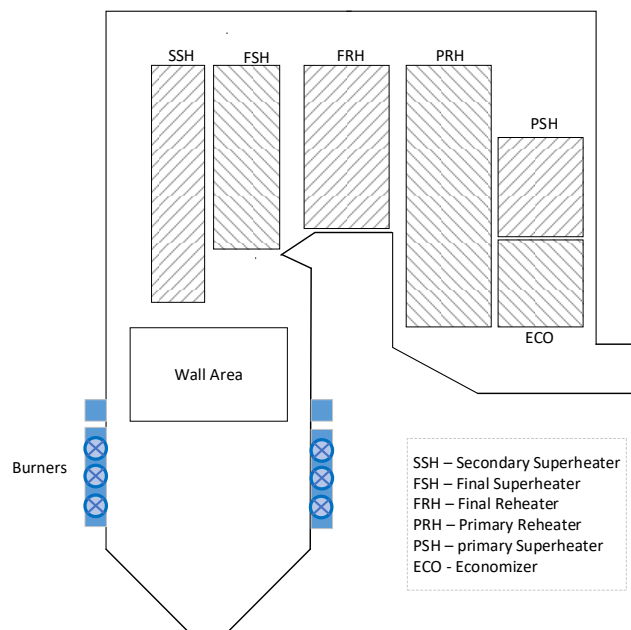 SSH
FSH
FRH
PRH
PSH
ECO
Wall Area
Burners
SSH – Secondary Superheater
FSH – Final Superheater
FRH – Final Reheater
PRH – Primary Reheater
PSH – primary Superheater
ECO - Economizer